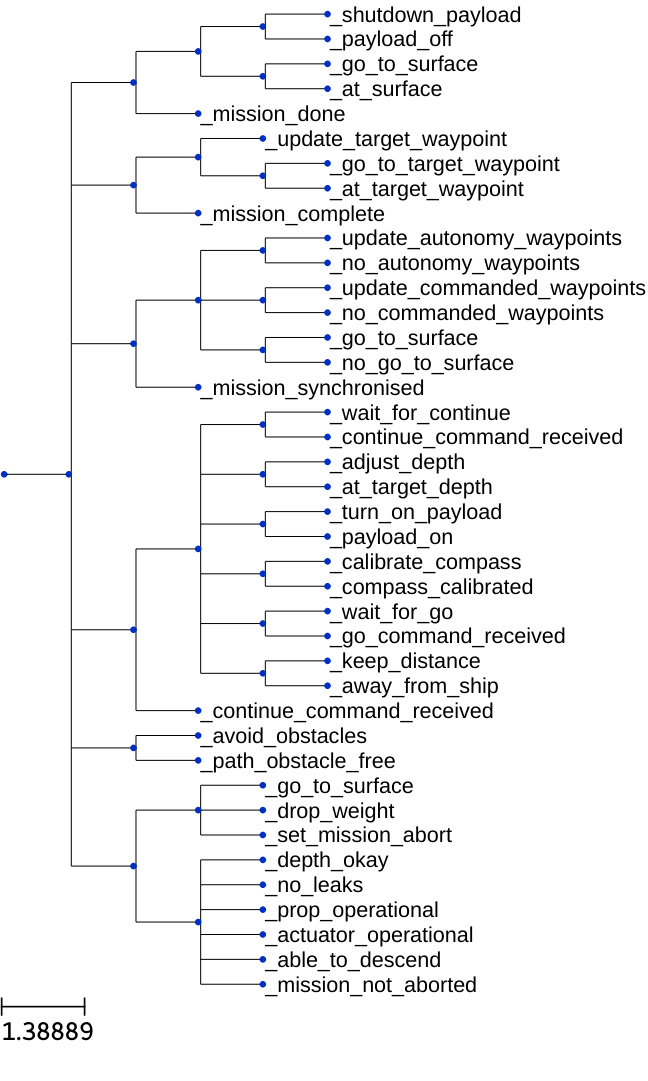 _shutdown_payload
_payload_off
_go_to_surface
_at_surface
_mission_done
_update_target_waypoint
_go_to_target_waypoint
_at_target_waypoint
_mission_complete
_update_autonomy_waypoints
_no_autonomy_waypoints
_update_commanded_waypoints
_no_commanded_waypoints
_go_to_surface
_no_go_to_surface
_mission_synchronised
_wait_for_continue
_continue_command_received
_adjust_depth
_at_target_depth
_turn_on_payload
_payload_on
_calibrate_compass
_compass_calibrated
_wait_for_go
_go_command_received
_keep_distance
_away_from_ship
_continue_command_received
_avoid_obstacles
_path_obstacle_free
_go_to_surface
_drop_weight
_set_mission_abort
_depth_okay
_no_leaks
_prop_operational
_actuator_operational
_able_to_descend
_mission_not_aborted
1.38889